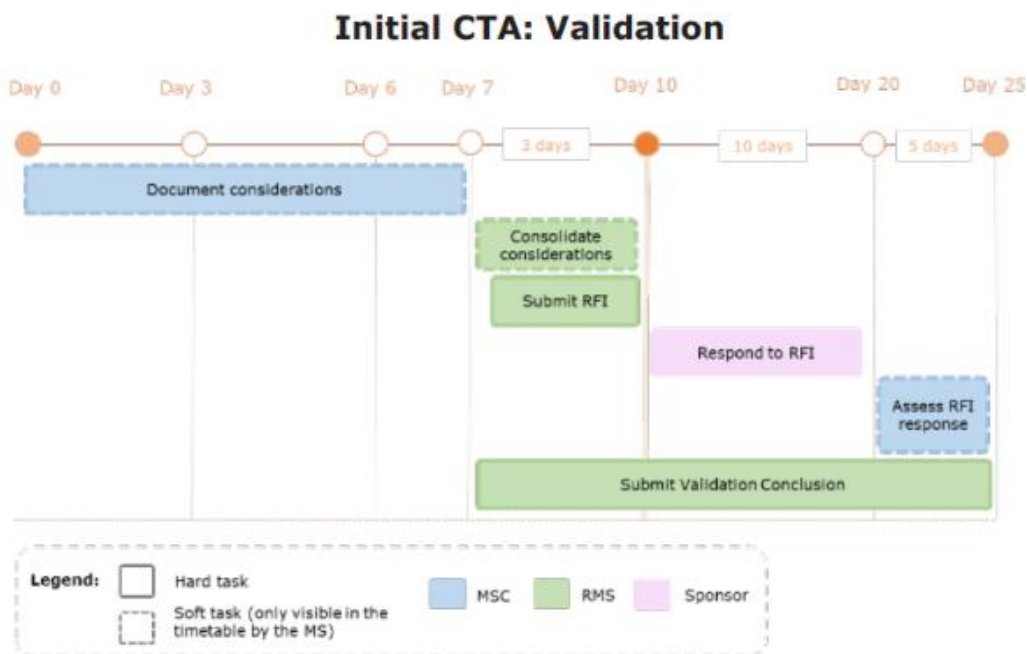 Initial CTA: Validation
Day 0
Day 3
Day 6
Day 7
Day 10
Day 20
Day 25
3 days
10 days
5 days
Document considerations
Consolidate
considerations
Submit RFI
Respond to RFI
Assess RFI
response
Submit Validation Conclusion
Legend:
Hard task
Soft task (only visible in the
timetable by the MS)
MSC
RMS
Sponsor